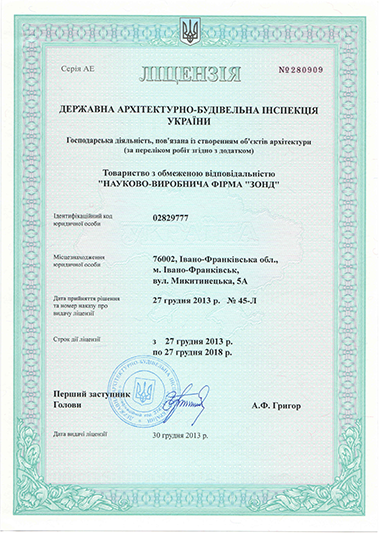 Серія АЕ
ЛІЦЕНЗІЯ
№280909
ДЕРЖАВНА АРХІТЕКТУРНО-БУДІВЕЛЬНА ІНСПЕКЦІЯ
УКРАЇНИ
Господарська діяльність, пов'язана із створенням об'єктів архітектури
(за переліком робіт згідно з додатком)
Товариство з обмеженою відповідальністю
"НАУКОВО-ВИРОБНИЧА ФІРМА "ЗОНД"
Ідентифікаційний код
юридичної особи
02829777
Місцезнаходження
юридичної особи
76002, Івано-Франківська обл.,
м. Івано-Франківськ,
вул. Микитинецька, 5А
Дата прийняття рішення
та номер наказу про
видачу ліцензії
27 грудня 2013 р. № 45-Л
Строк дії ліцензії
з 27 грудня 2013 р.
по 27 грудня 2018 р.
Перший заступник
Голови
А.Ф. Григор
Дата видачі ліцензії
30 грудня 2013 р.